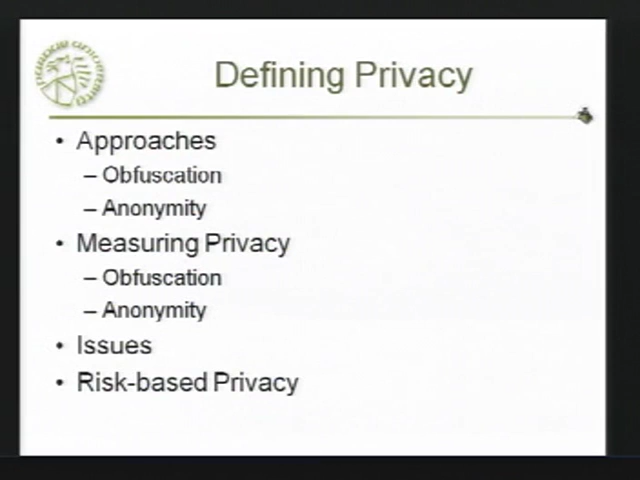 Defining Privacy
• Approaches
– Obfuscation
– Anonymity
• Measuring Privacy
– Obfuscation
– Anonymity
• Issues
• Risk-based Privacy